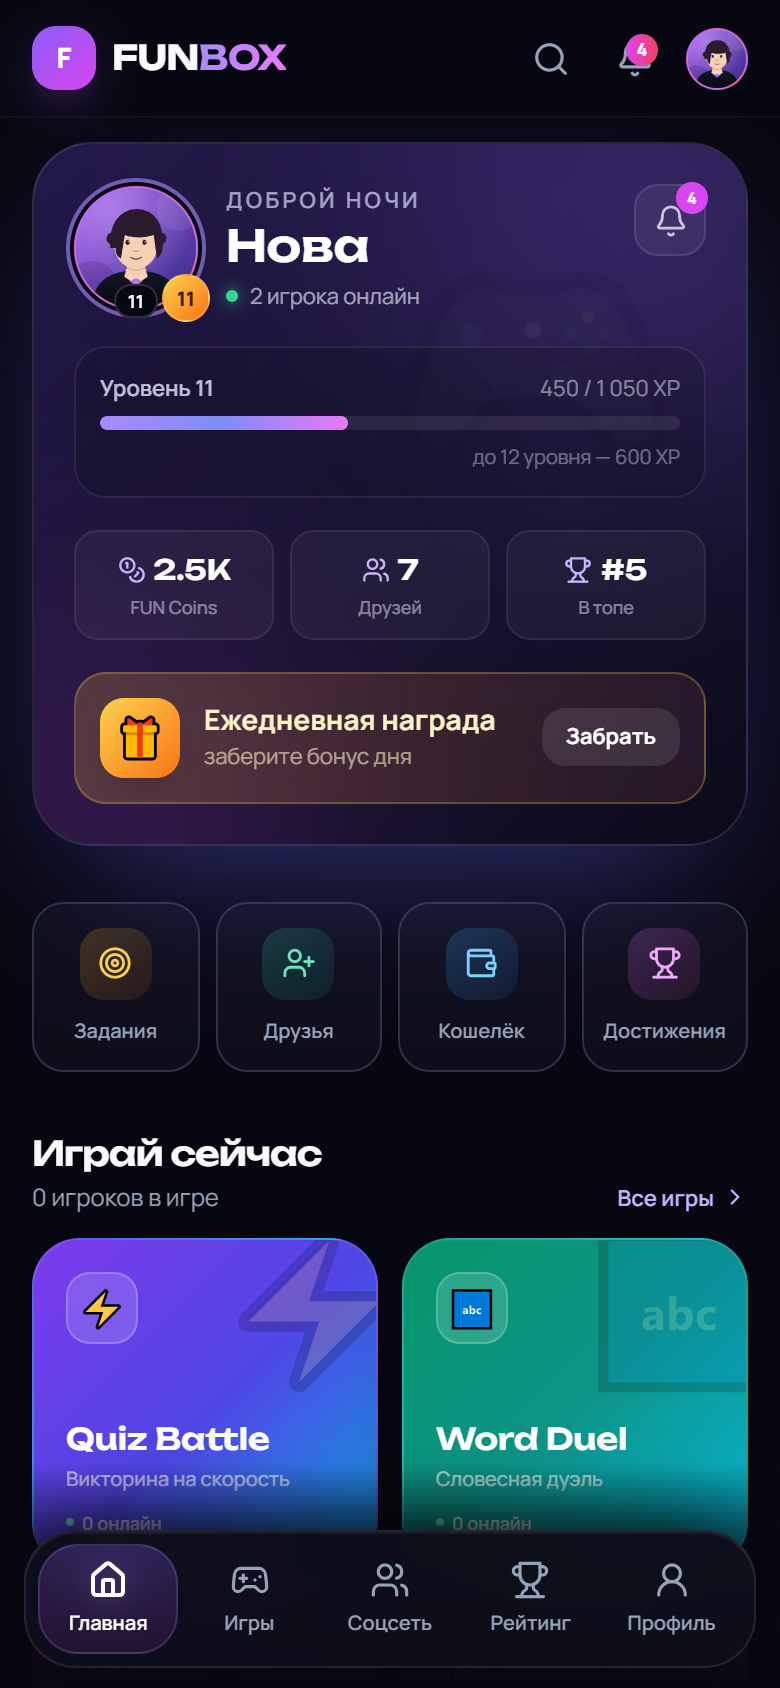 F FUNBOX
4
ДОБРОЙ НОЧИ
4
Нова
2 игрока онлайн
11
11
Уровень 11
450 / 1 050 XP
до 12 уровня — 600 XP
2.5K
FUN Coins
7
Друзей
#5
В топе
Ежедневная награда
заберите бонус дня
Забрать
Задания
Друзья
Кошелёк
Достижения
Играй сейчас
0 игроков в игре
Все игры
abc
abc
Quiz Battle
Викторина на скорость
0 онлайн
Word Duel
Словесная дуэль
0 онлайн
Главная
Игры
Соцсеть
Рейтинг
Профиль